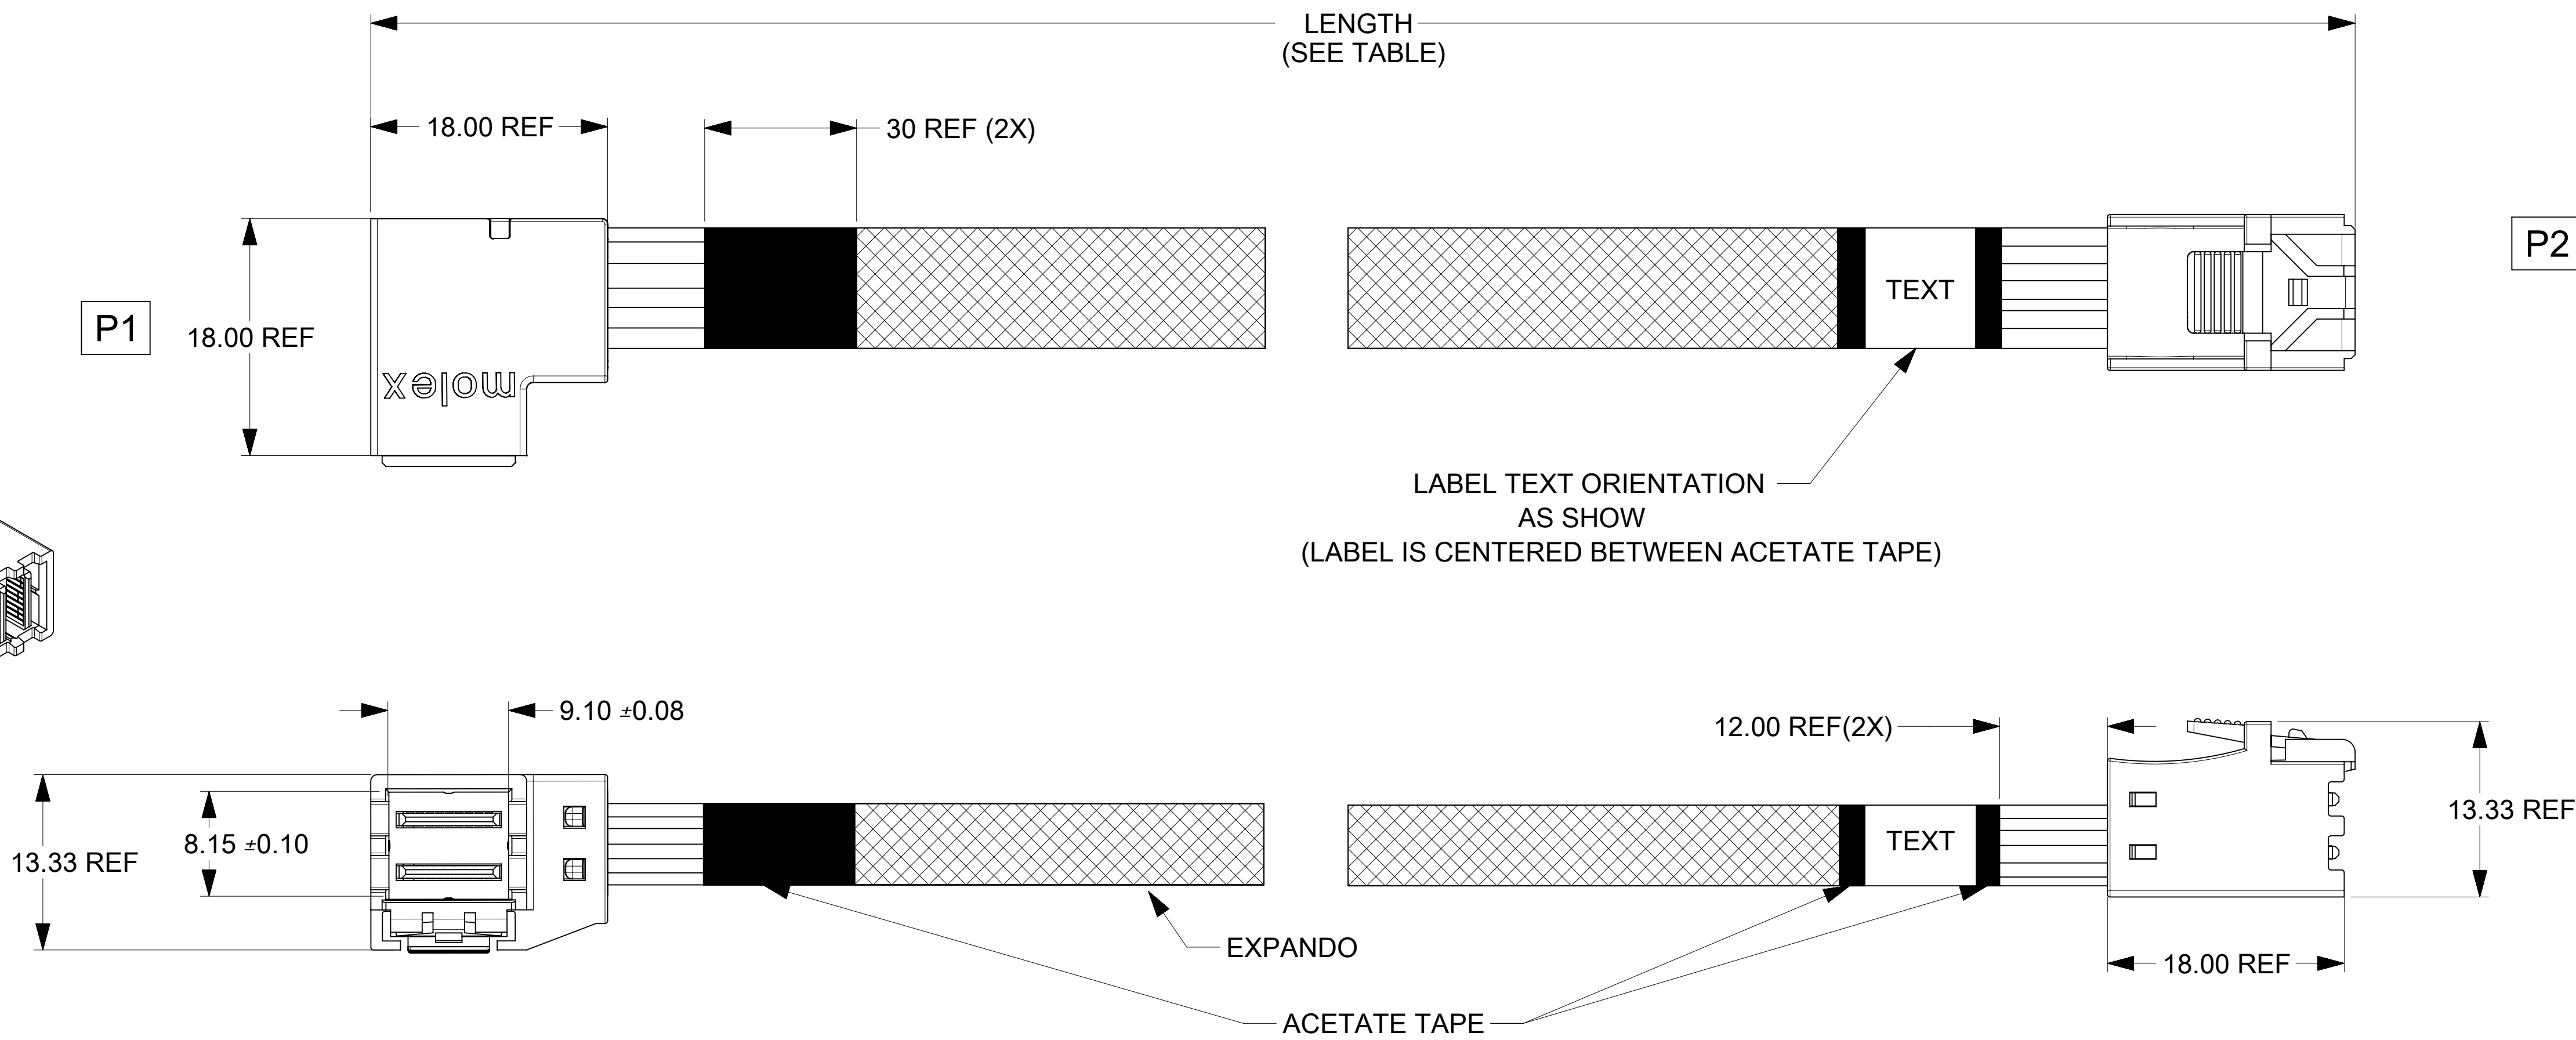 LENGTH
(SEE TABLE)
18.00 REF
30 REF (2X)
P1
18.00 REF
molex
TEXT
P2
LABEL TEXT ORIENTATION
AS SHOW
(LABEL IS CENTERED BETWEEN ACETATE TAPE)
9.10 ±0.08
12.00 REF(2X)
13.33 REF
8.15 ±0.10
TEXT
13.33 REF
EXPANDO
18.00 REF
ACETATE TAPE